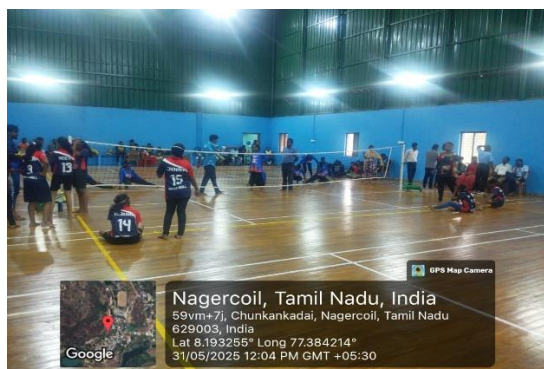 3
13
15
14
GPS Map Camera
Nagercoil, Tamil Nadu, India
59vm+7j, Chunkankadai, Nagercoil, Tamil Nadu
629003, India
Lat 8.193255° Long 77.384214°
31/05/2025 12:04 PM GMT +05:30
Google